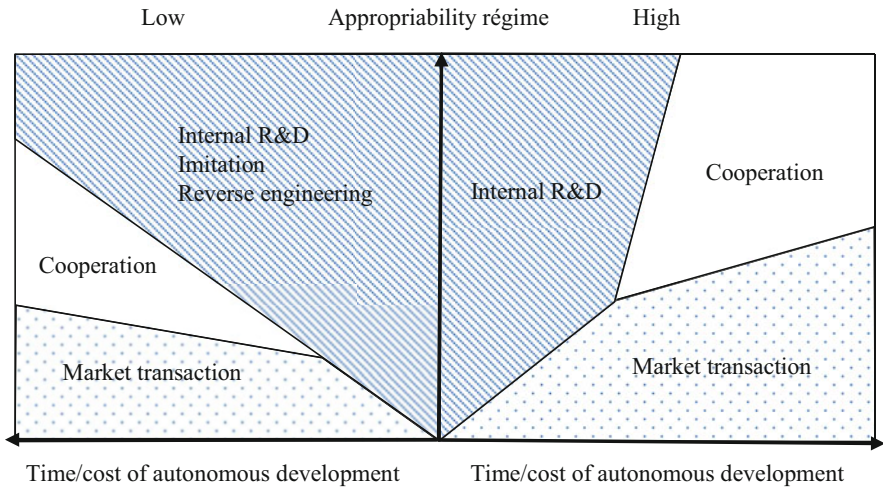 Low Appropriability régime High
Internal R&D
Imitation
Reverse engineering
Internal R&D
Cooperation
Cooperation
Market transaction
Market transaction
Time/cost of autonomous development Time/cost of autonomous development